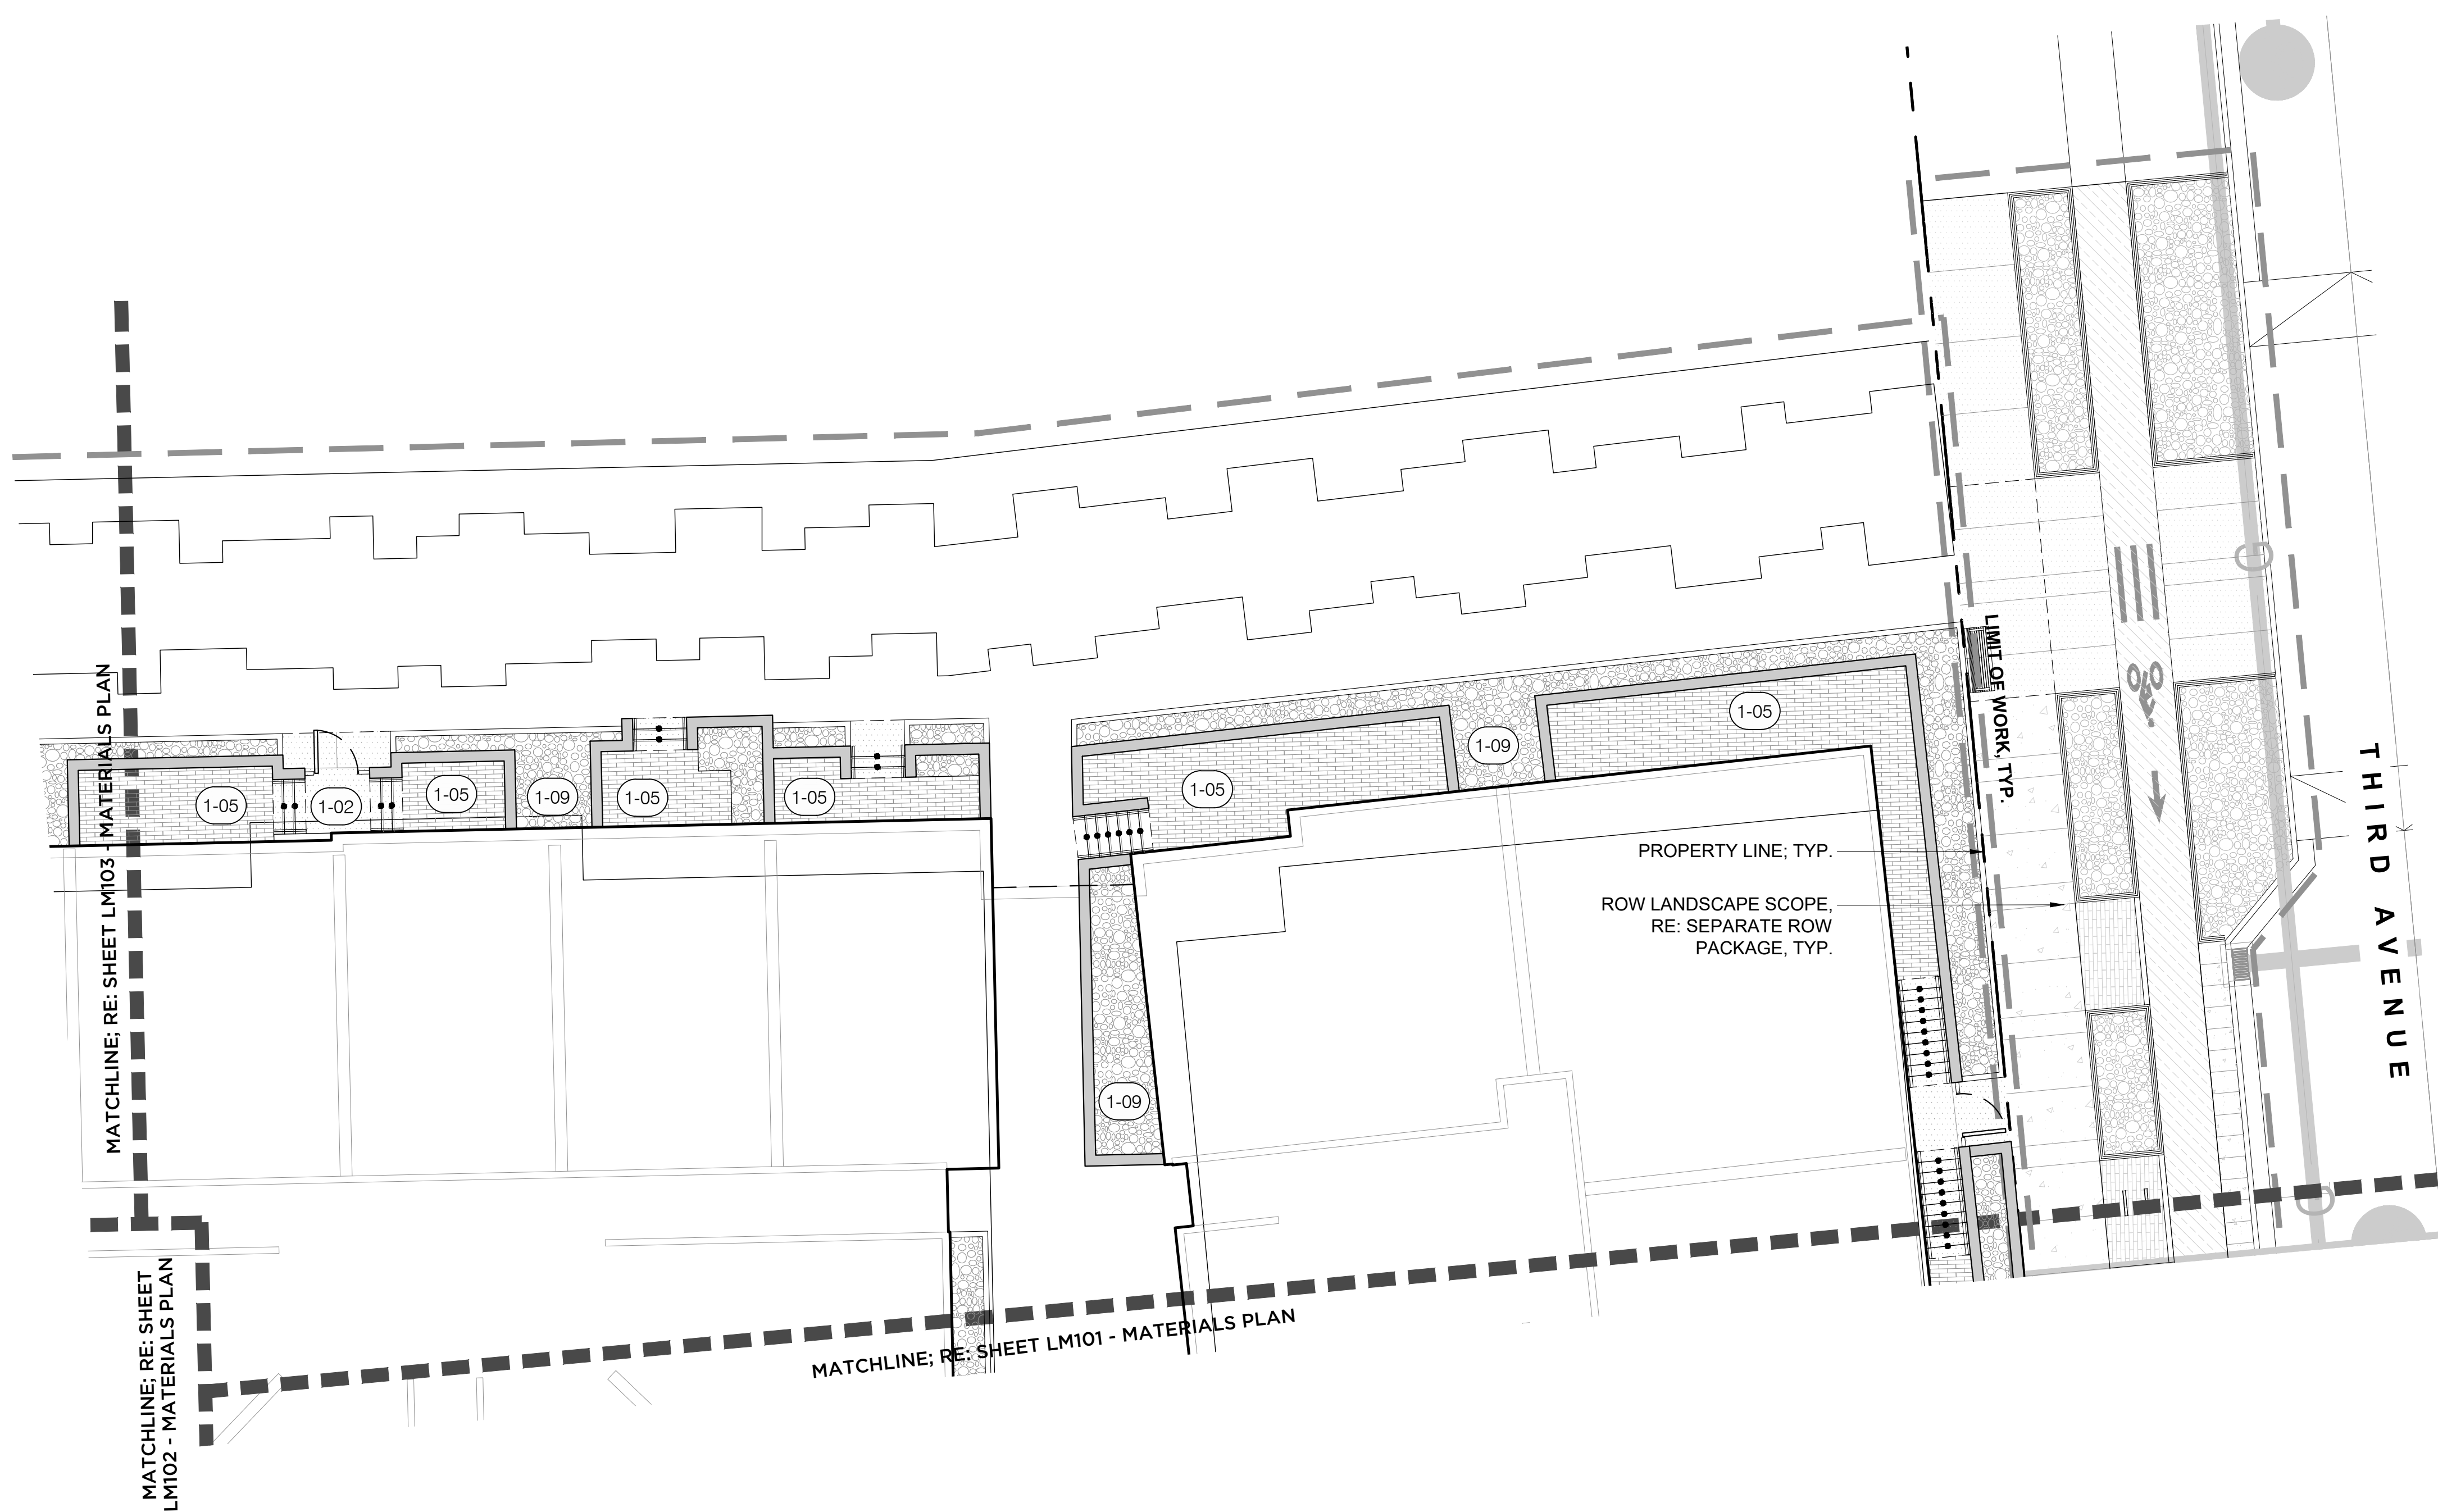 LIMIT OF WORK, TYP.
THIRD AVENUE
MATCHLINE; RE: SHEET LM103 - MATERIALS PLAN
1-05
1-02
1-05
1-09
1-05
1-05
1-05
1-09
1-05
PROPERTY LINE; TYP.
ROW LANDSCAPE SCOPE,
RE: SEPARATE ROW
PACKAGE, TYP.
1-09
MATCHLINE; RE: SHEET
LM102 - MATERIALS PLAN
MATCHLINE; RE: SHEET LM101 - MATERIALS PLAN
G
G